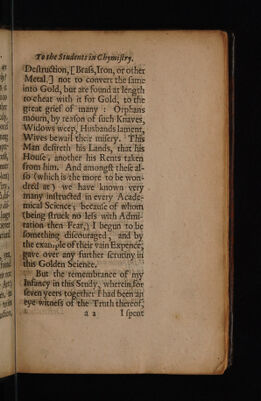 To the Students in Chymistry.
Destruction, [Brass, Iron, or other
Metal.] not to convert the same
into Gold, but are found at length
to cheat with it for Gold, to the
great grief of many: Orphans
mourn, by reason of such Knaves,
Widows weep, Husbands lament,
Wives bewail their misery. This
Man desireth his Lands, that his
House, another his Rents taken
from him. And amongst these al-
so (which is the more to be won-
dred at) we have known very
many instructed in every Acade-
mical Science, because of whom
(being struck no less with Admi-
ration then Fear,) I begun to be
something discouraged, and by
the example of their vain Expence,
gave over any further scrutiny in
this Golden Science.
But the remembrance of my
Infancy in this Study, wherein for
seven years together I had been an
eye witness of the Truth thereof,
a 2 I spent